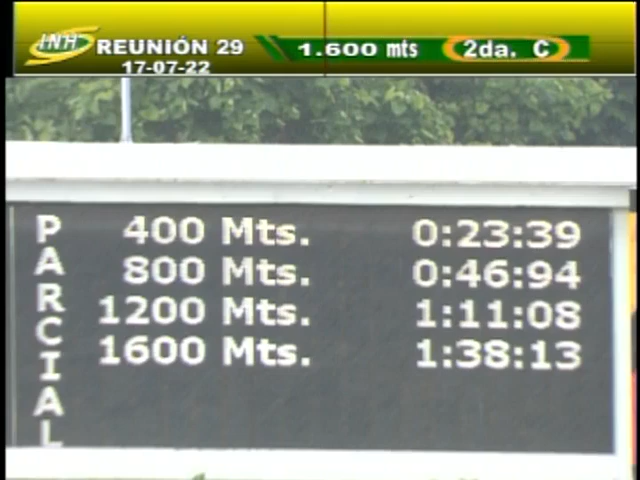 INH REUNIÓN 29 1.600 mts 2da. C
17-07-22
PARCIAL
400 Mts. 0:23:39
800 Mts. 0:46:94
1200 Mts. 1:11:08
1600 Mts. 1:38:13